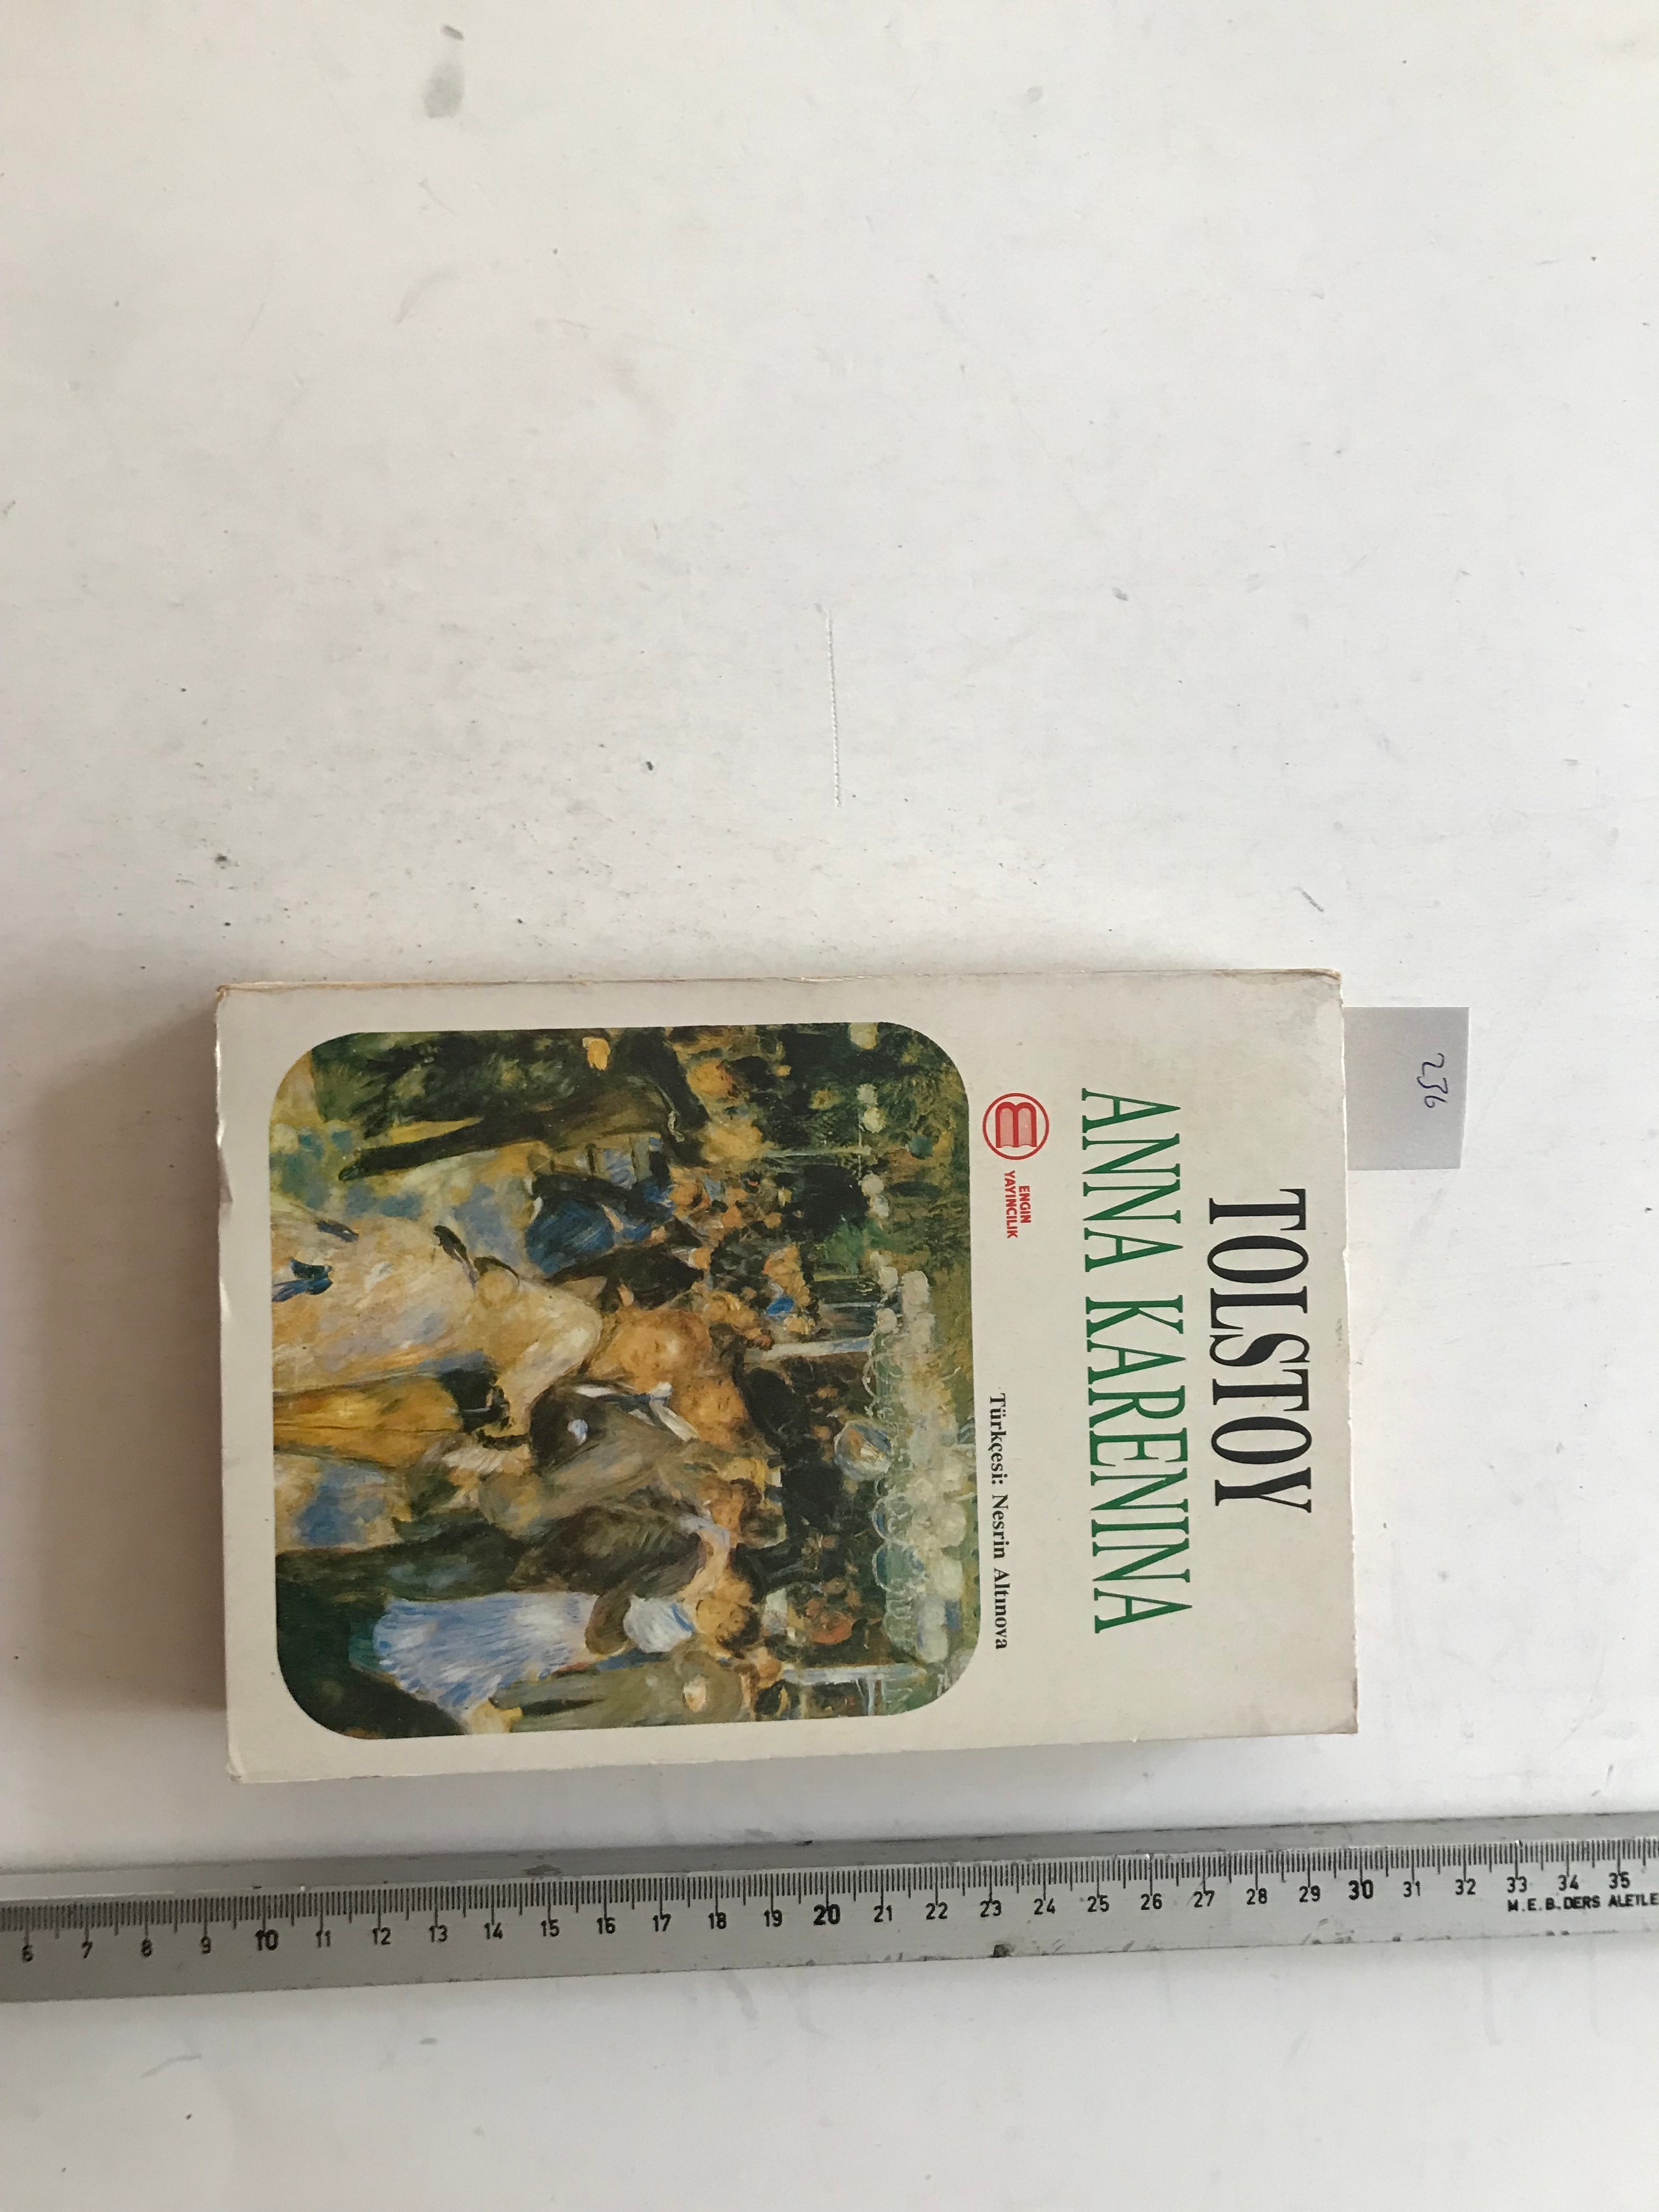 236
TOLSTOY
ANNA KARENINA
ENGİN
YAYINCILIK
Türkçesi: Nesrin Altınova
6 7 8 9 10 11 12 13 14 15 16 17 18 19 20 21 22 23 24 25 26 27 28 29 30 31 32 33 34 35
M.E.B. DERS ALETLE